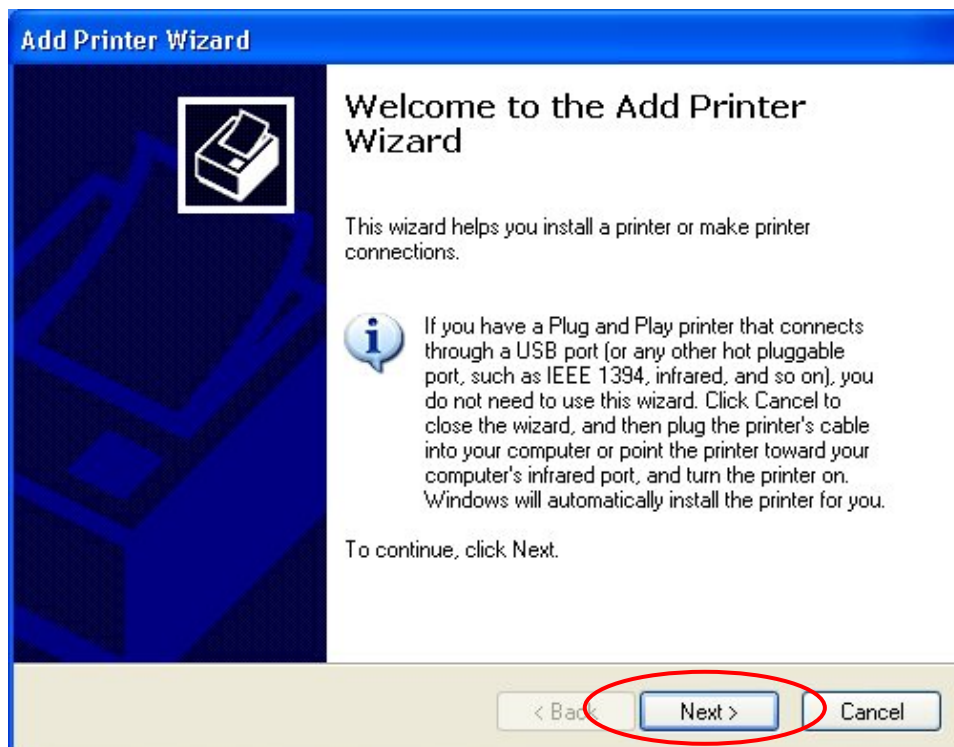 Add Printer Wizard
Welcome to the Add Printer
Wizard
This wizard helps you install a printer or make printer
connections.
If you have a Plug and Play printer that connects
through a USB port (or any other hot pluggable
port, such as IEEE 1394, infrared, and so on), you
do not need to use this wizard. Click Cancel to
close the wizard, and then plug the printer's cable
into your computer or point the printer toward your
computer's infrared port, and turn the printer on.
Windows will automatically install the printer for you.
To continue, click Next.
< Back
Next >
Cancel